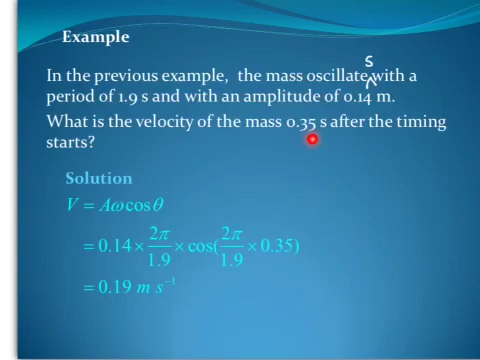 Example
In the previous example, the mass oscillate s with a
period of 1.9 s and with an amplitude of 0.14 m.
What is the velocity of the mass 0.35 s after the timing
starts?
Solution
V = Aω cos θ
= 0.14 × 2π/1.9 × cos(2π/1.9 × 0.35)
= 0.19 m s⁻¹